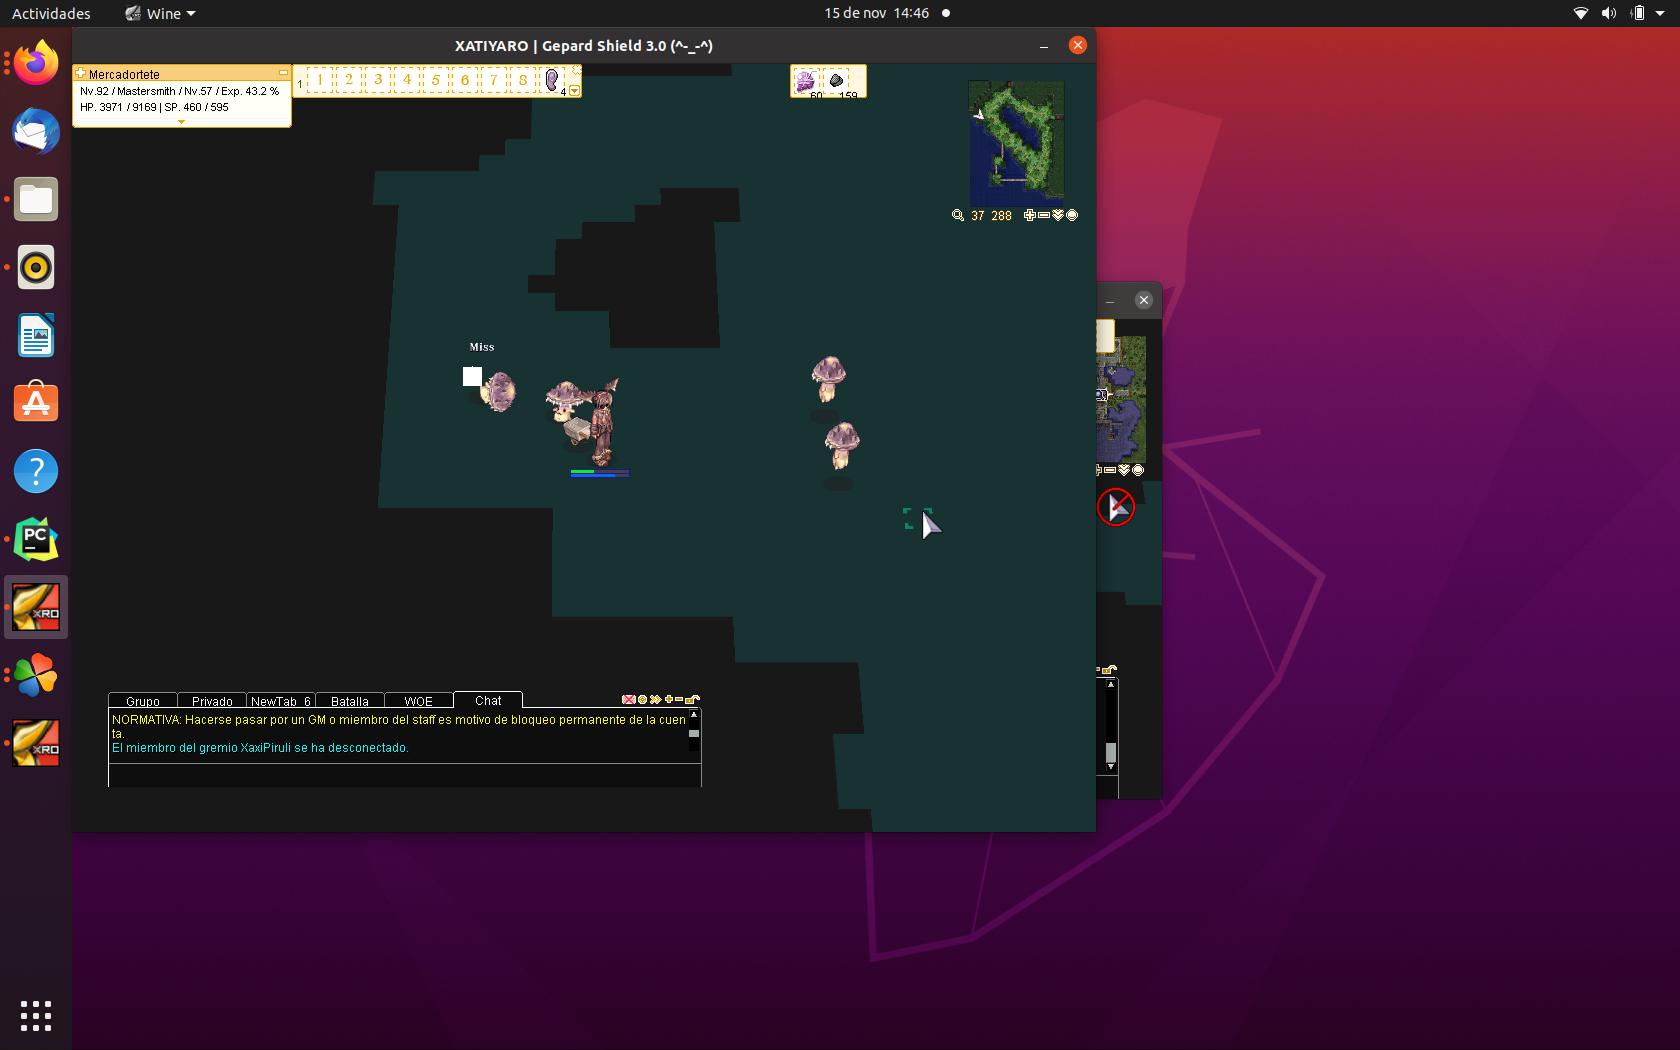 Actividades
Wine
15 de nov 14:46
XATIYARO | Gepard Shield 3.0 (^-_-^)
Mercadortete
Nv.92 / Mastersmith / Nv.57 / Exp. 43.2 %
HP. 3971 / 9169 | SP. 460 / 595
1 1 2 3 4 5 6 7 8 4
60 159
37 288
Miss
?
PC
XRO
XRO
Grupo Privado NewTab 6 Batalla WOE Chat
NORMATIVA: Hacerse pasar por un GM o miembro del staff es motivo de bloqueo permanente de la cuen
ta.
El miembro del gremio XaxiPiruli se ha desconectado.